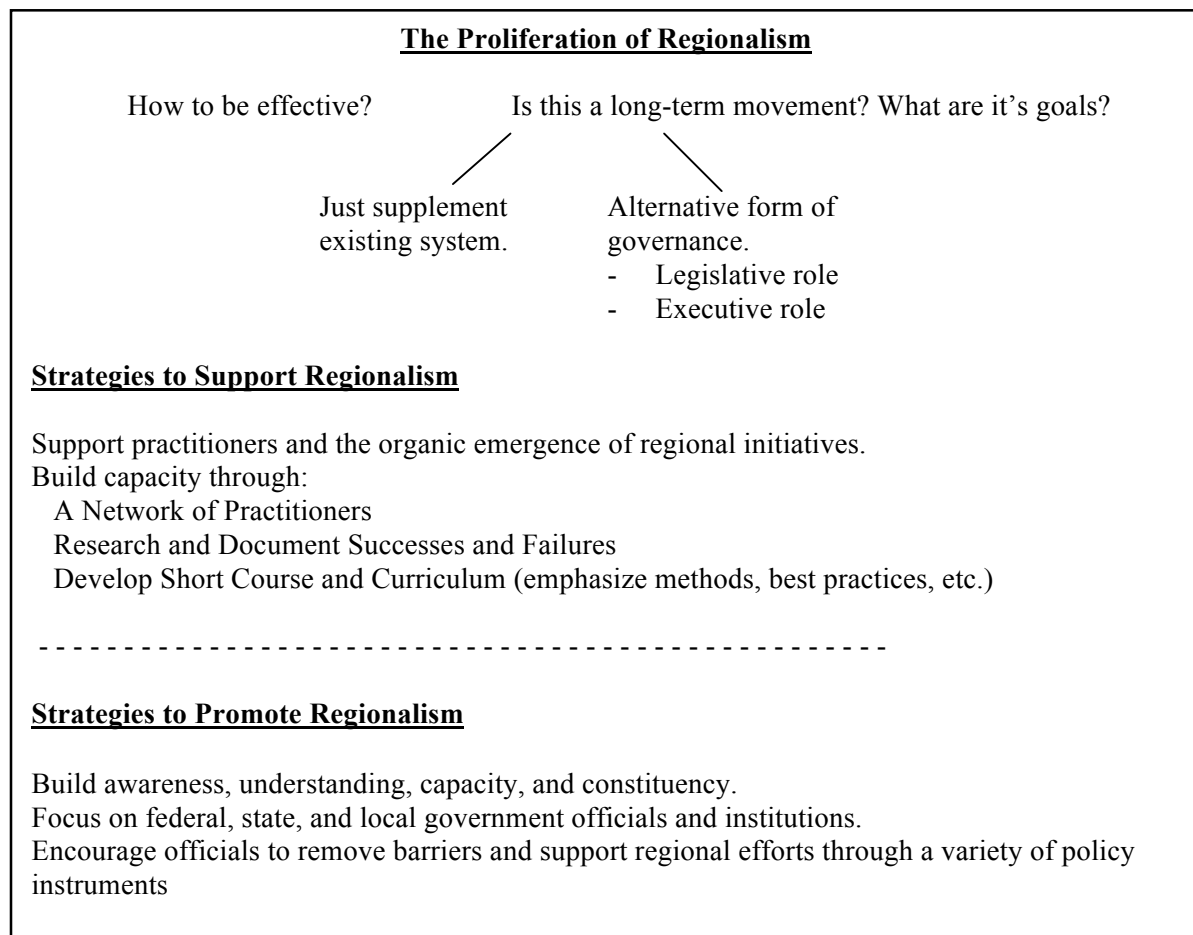 The Proliferation of Regionalism
How to be effective? Is this a long-term movement? What are it's goals?
Just supplement
existing system.
Alternative form of
governance.
- Legislative role
- Executive role
Strategies to Support Regionalism
Support practitioners and the organic emergence of regional initiatives.
Build capacity through:
A Network of Practitioners
Research and Document Successes and Failures
Develop Short Course and Curriculum (emphasize methods, best practices, etc.)
- - - - - - - - - - - - - - - - - - - - - - - - - - - - - - - - - - - - - - - - - - - - - - - - - -
Strategies to Promote Regionalism
Build awareness, understanding, capacity, and constituency.
Focus on federal, state, and local government officials and institutions.
Encourage officials to remove barriers and support regional efforts through a variety of policy
instruments